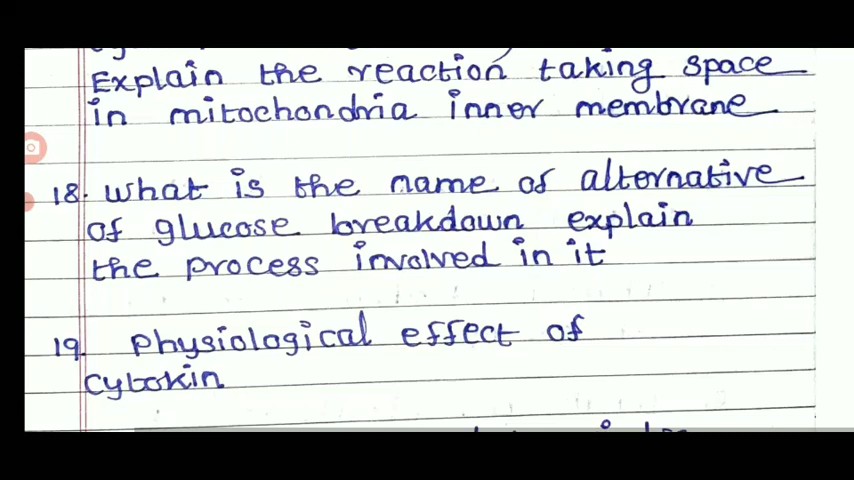 Explain the reaction taking space
in mitochondria inner membrane
18. What is the name of alternative
of glucose breakdown explain
the process involved in it
19. Physiological effect of
Cytokin